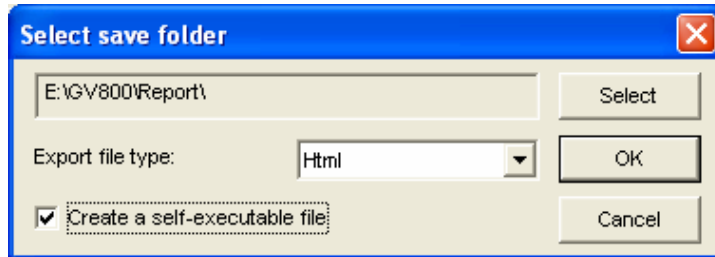 Select save folder
E:\GV800\Report\
Select
Export file type:
Html
OK
Create a self-executable file
Cancel